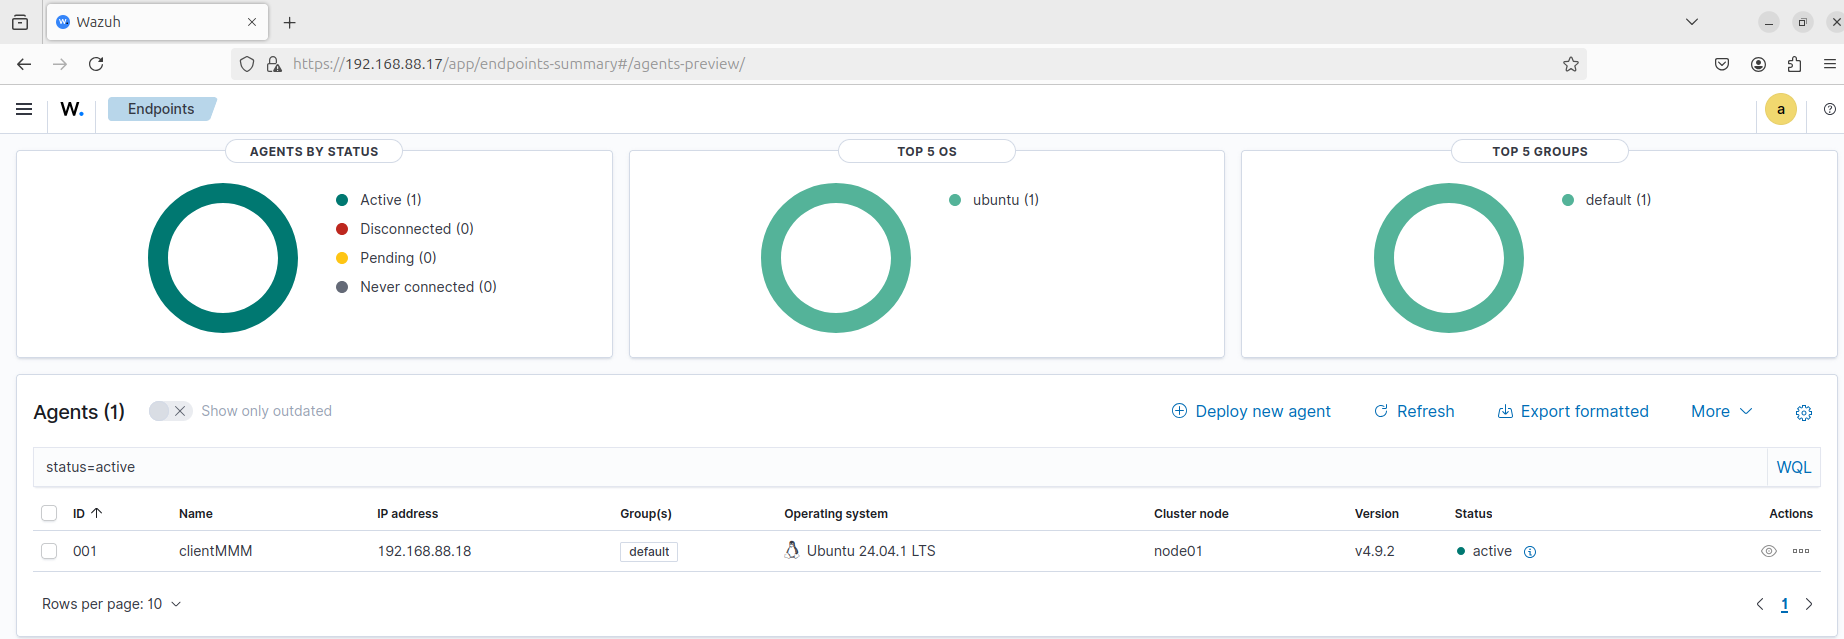 Wazuh
https://192.168.88.17/app/endpoints-summary#/agents-preview/
W. Endpoints a
AGENTS BY STATUS
Active (1)
Disconnected (0)
Pending (0)
Never connected (0)
TOP 5 OS
ubuntu (1)
TOP 5 GROUPS
default (1)
Agents (1) Show only outdated Deploy new agent Refresh Export formatted More
status=active WQL
ID Name IP address Group(s) Operating system Cluster node Version Status Actions
001 clientMMM 192.168.88.18 default Ubuntu 24.04.1 LTS node01 v4.9.2 active
Rows per page: 10 1